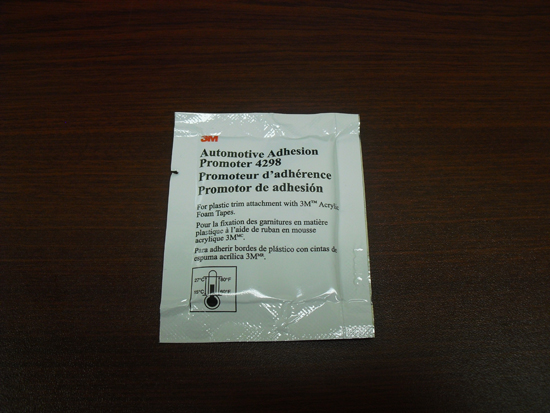 3M
Automotive Adhesion
Promoter 4298
Promoteur d'adhérence
Promotor de adhesión
For plastic trim attachment with 3M™ Acrylic
Foam Tapes.
Pour la fixation des garnitures en matière
plastique à l'aide de ruban en mousse
acrylique 3Mᴹᶜ.
Para adherir bordes de plástico con cintas de
espuma acrílica 3Mᴹᴿ.